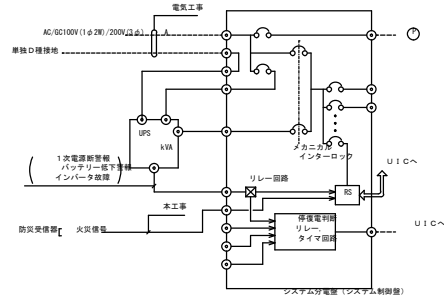 電気工事
AC/GC100V(1φ2W)/200V(3φ) A
単独D種接地
P
UPS
kVA
メカニカル
インターロック
1次電源断警報
バッテリー低下警報
インバータ故障
UICへ
リレー回路
RS
本工事
停復電判断
リレー、
タイマ回路
防災受信器
火災信号
UICへ
システム分電盤(システム制御盤)